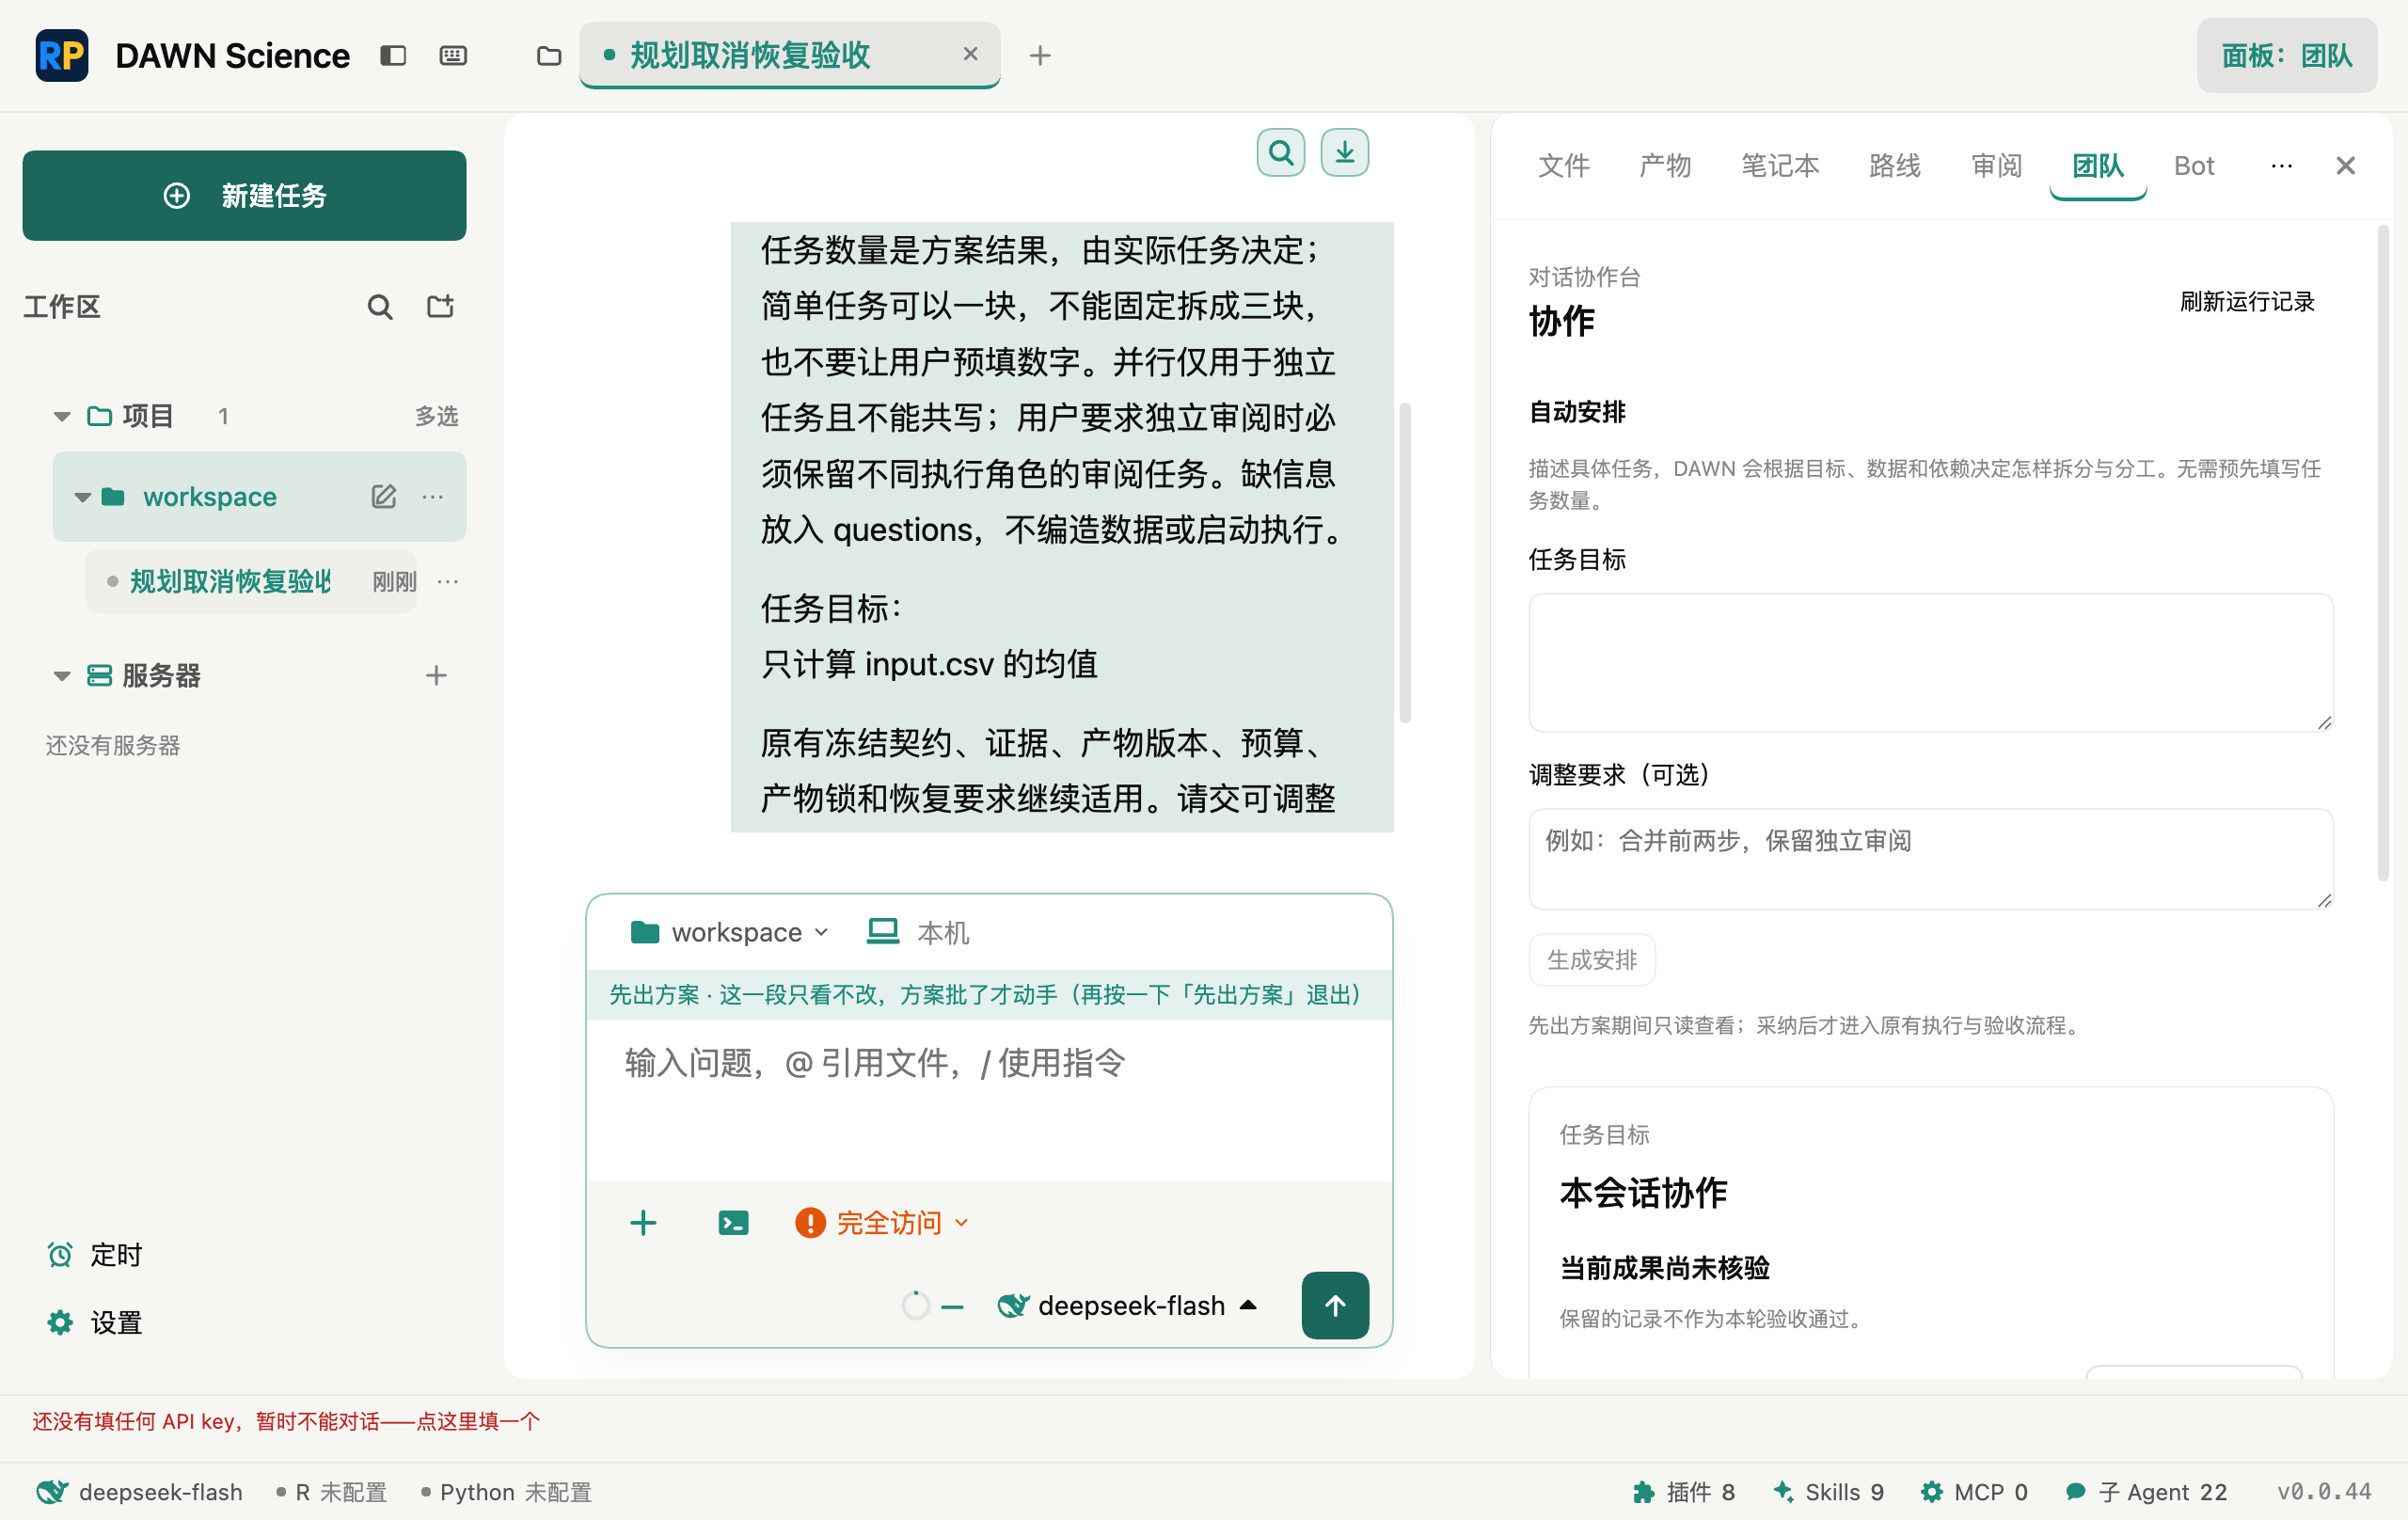 RP DAWN Science
规划取消恢复验收
面板：团队
新建任务
工作区
项目 1 多选
workspace
规划取消恢复验收 刚刚
服务器
还没有服务器
定时
设置
任务数量是方案结果，由实际任务决定；
简单任务可以一块，不能固定拆成三块，
也不要让用户预填数字。并行仅用于独立
任务且不能共写；用户要求独立审阅时必
须保留不同执行角色的审阅任务。缺信息
放入 questions，不编造数据或启动执行。
任务目标：
只计算 input.csv 的均值
原有冻结契约、证据、产物版本、预算、
产物锁和恢复要求继续适用。请交可调整
workspace 本机
先出方案 · 这一段只看不改，方案批了才动手（再按一下「先出方案」退出）
输入问题，@ 引用文件，/ 使用指令
完全访问
deepseek-flash
文件 产物 笔记本 路线 审阅 团队 Bot
对话协作台
协作
刷新运行记录
自动安排
描述具体任务，DAWN 会根据目标、数据和依赖决定怎样拆分与分工。无需预先填写任
务数量。
任务目标
调整要求（可选）
例如：合并前两步，保留独立审阅
生成安排
先出方案期间只读查看；采纳后才进入原有执行与验收流程。
任务目标
本会话协作
当前成果尚未核验
保留的记录不作为本轮验收通过。
还没有填任何 API key，暂时不能对话——点这里填一个
deepseek-flash R 未配置 Python 未配置
插件 8 Skills 9 MCP 0 子 Agent 22 v0.0.44